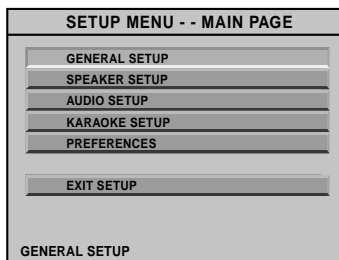 SETUP MENU - - MAIN PAGE
GENERAL SETUP
SPEAKER SETUP
AUDIO SETUP
KARAOKE SETUP
PREFERENCES
EXIT SETUP
GENERAL SETUP